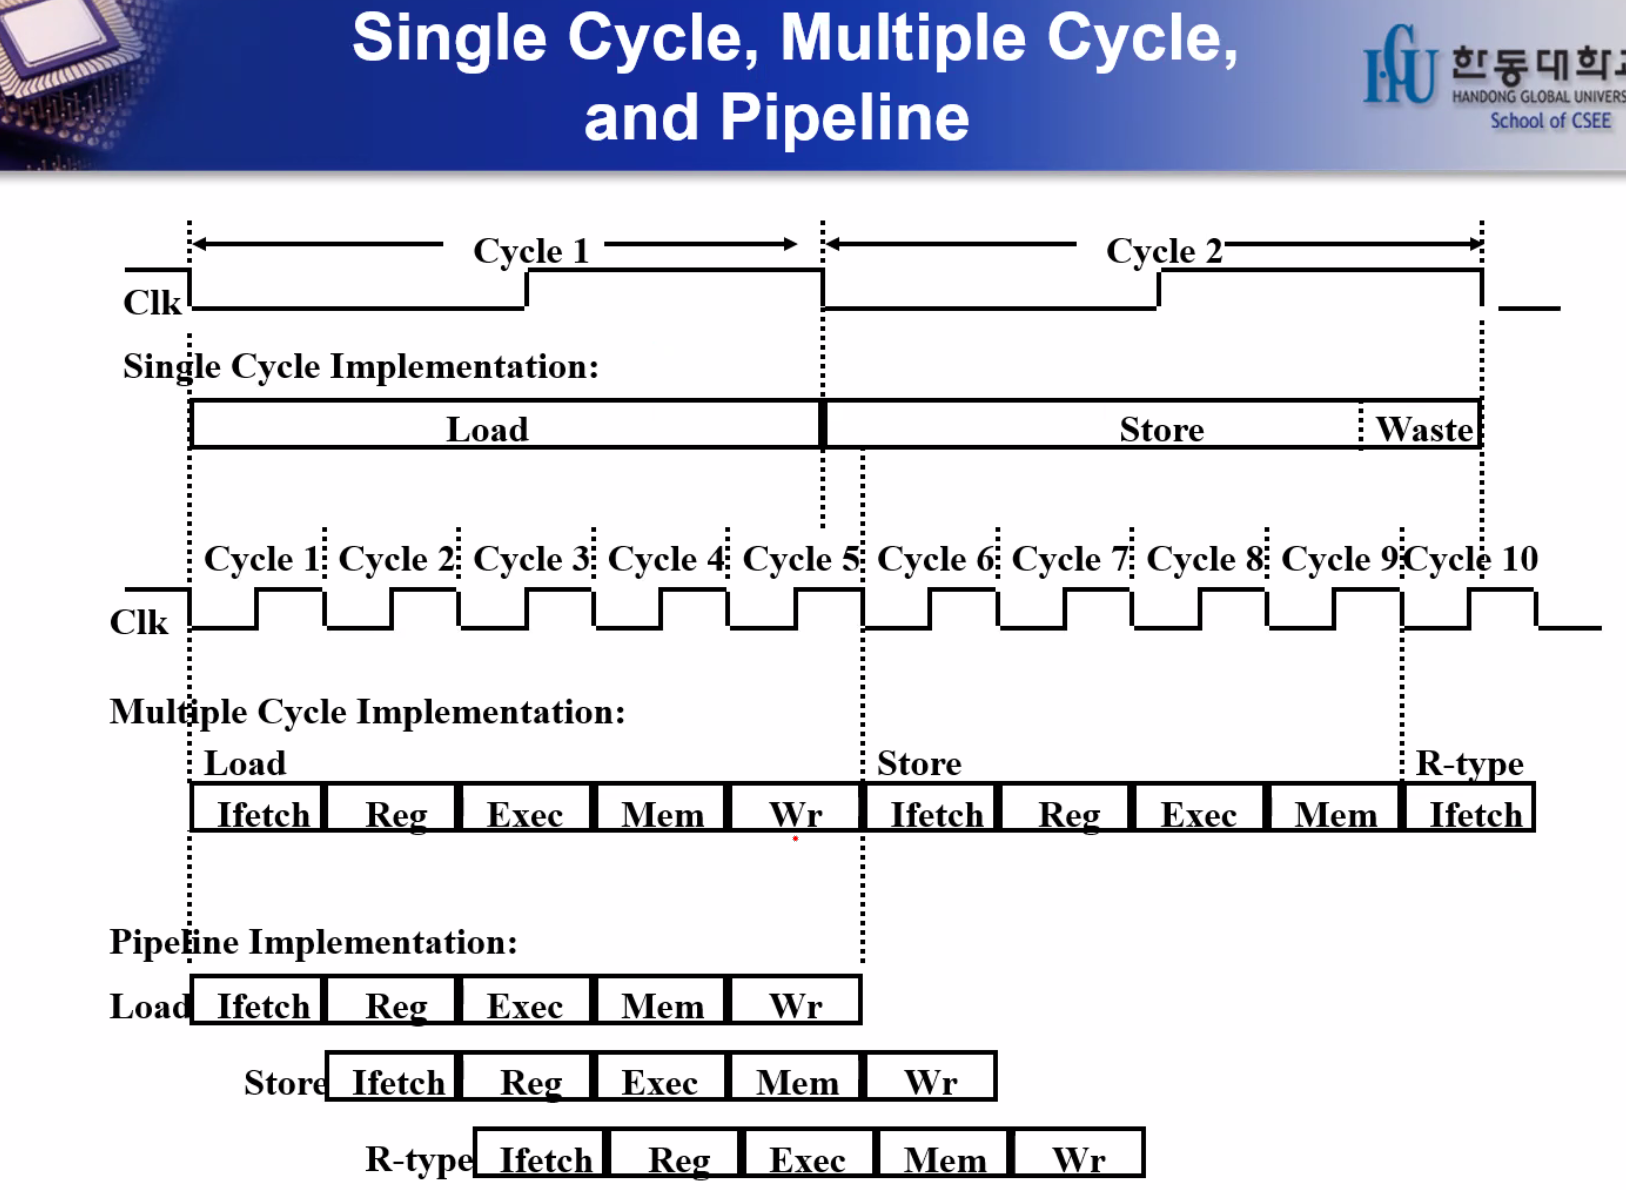 Single Cycle, Multiple Cycle,
and Pipeline
HGU
한동대학교
HANDONG GLOBAL
School of CSEE
Cycle 1 Cycle 2
Clk
Single Cycle Implementation:
Load Store Waste
Cycle 1 Cycle 2 Cycle 3 Cycle 4 Cycle 5 Cycle 6 Cycle 7 Cycle 8 Cycle 9 Cycle 10
Clk
Multiple Cycle Implementation:
Load Store R-type
Ifetch Reg Exec Mem Wr Ifetch Reg Exec Mem Ifetch
Pipeline Implementation:
Load Ifetch Reg Exec Mem Wr
Store Ifetch Reg Exec Mem Wr
R-type Ifetch Reg Exec Mem Wr